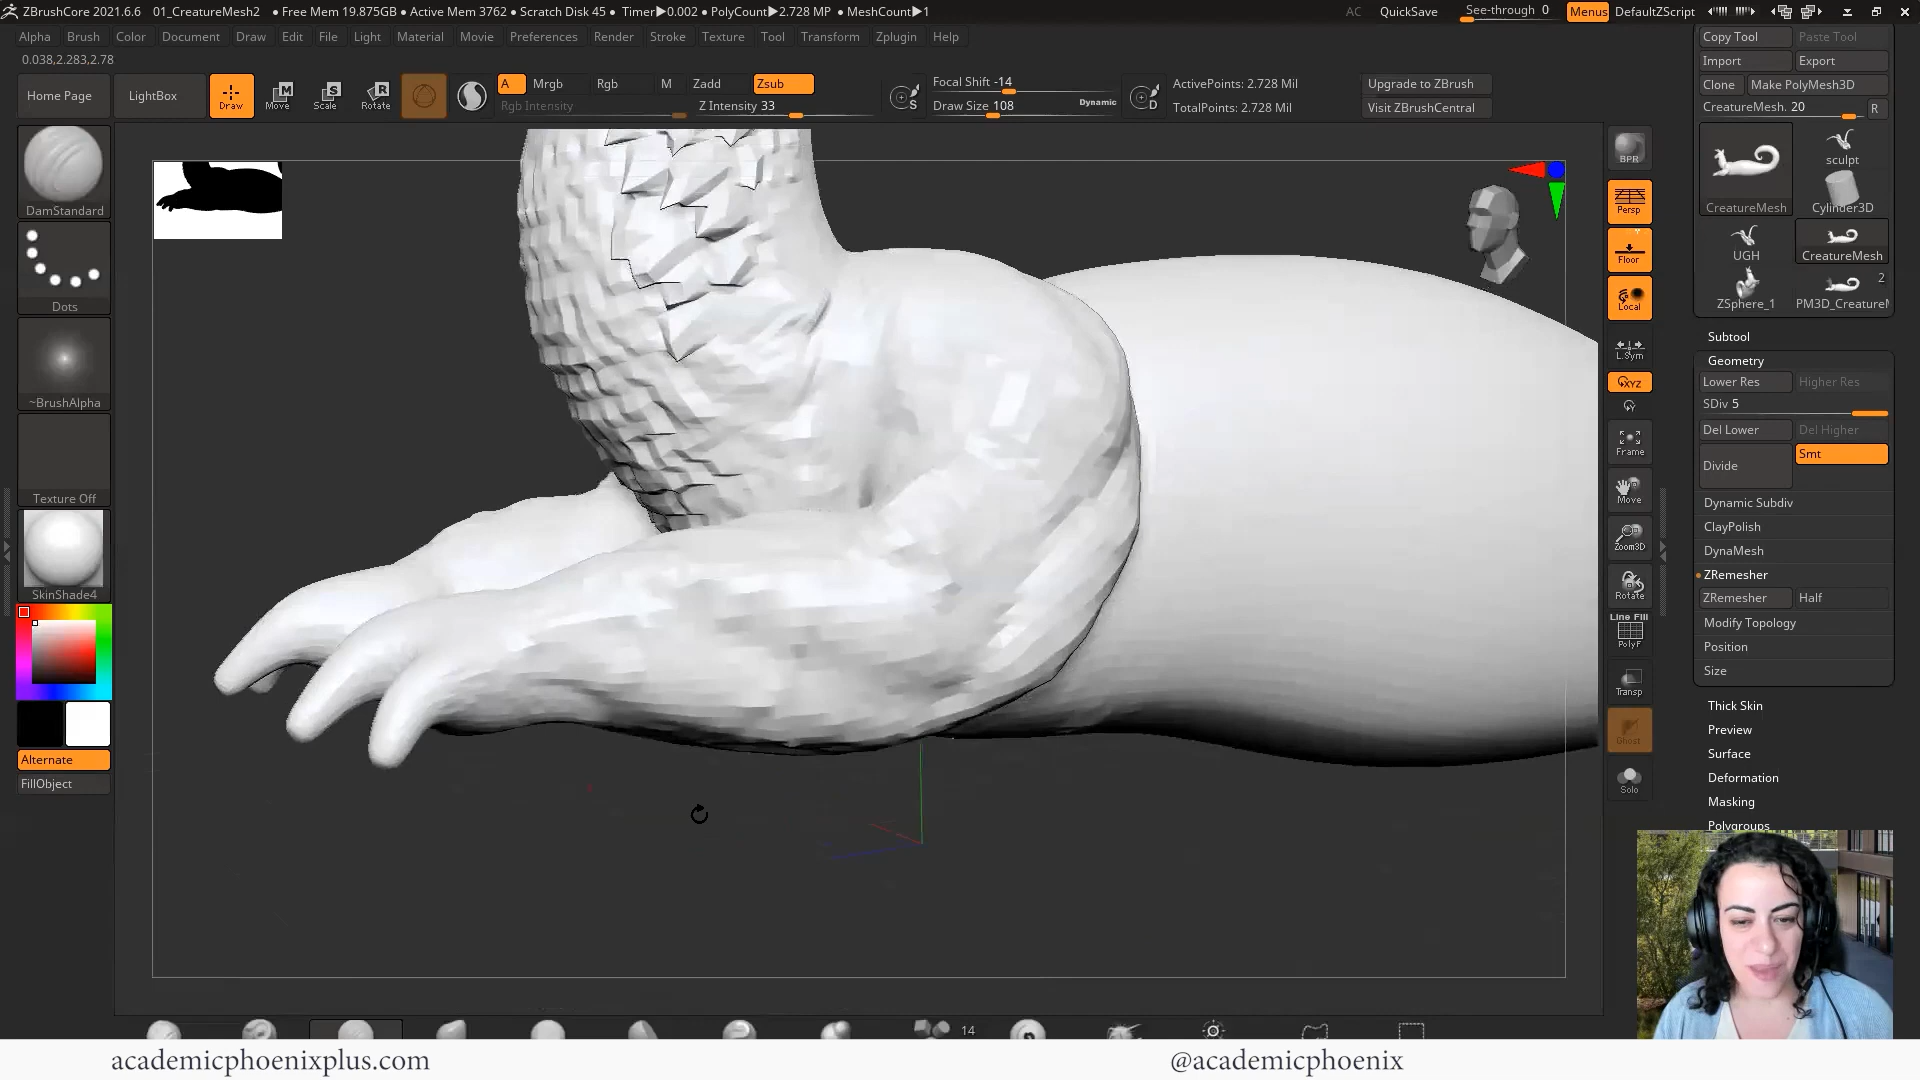 ZBrushCore 2021.6.6 01_CreatureMesh2 • Free Mem 19.875GB • Active Mem 3762 • Scratch Disk 45 • Timer▶0.002 • PolyCount▶2.728 MP • MeshCount▶1 AC QuickSave See-through 0 Menus DefaultZScript
Alpha Brush Color Document Draw Edit File Light Material Movie Preferences Render Stroke Texture Tool Transform Zplugin Help
0.038,2.283,2.78
Home Page LightBox Draw Move Scale Rotate
A Mrgb Rgb M Zadd Zsub
Rgb Intensity Z Intensity 33
Focal Shift -14
Draw Size 108 Dynamic
ActivePoints: 2.728 Mil
TotalPoints: 2.728 Mil
Upgrade to ZBrush
Visit ZBrushCentral
DamStandard
Dots
~BrushAlpha
Texture Off
SkinShade4
Alternate
FillObject
BPR
Persp
Floor
Local
L.Sym
XYZ
Frame
Move
Zoom3D
Rotate
Line Fill
PolyF
Transp
Ghost
Solo
Copy Tool Paste Tool
Import Export
Clone Make PolyMesh3D
CreatureMesh. 20 R
sculpt
CreatureMesh Cylinder3D
UGH CreatureMesh
2
ZSphere_1 PM3D_Creature
Subtool
Geometry
Lower Res Higher Res
SDiv 5
Del Lower Del Higher
Divide Smt
Dynamic Subdiv
ClayPolish
DynaMesh
ZRemesher
ZRemesher Half
Modify Topology
Position
Size
Thick Skin
Preview
Surface
Deformation
Masking
Polygroups
14
academicphoenixplus.com @academicphoenix